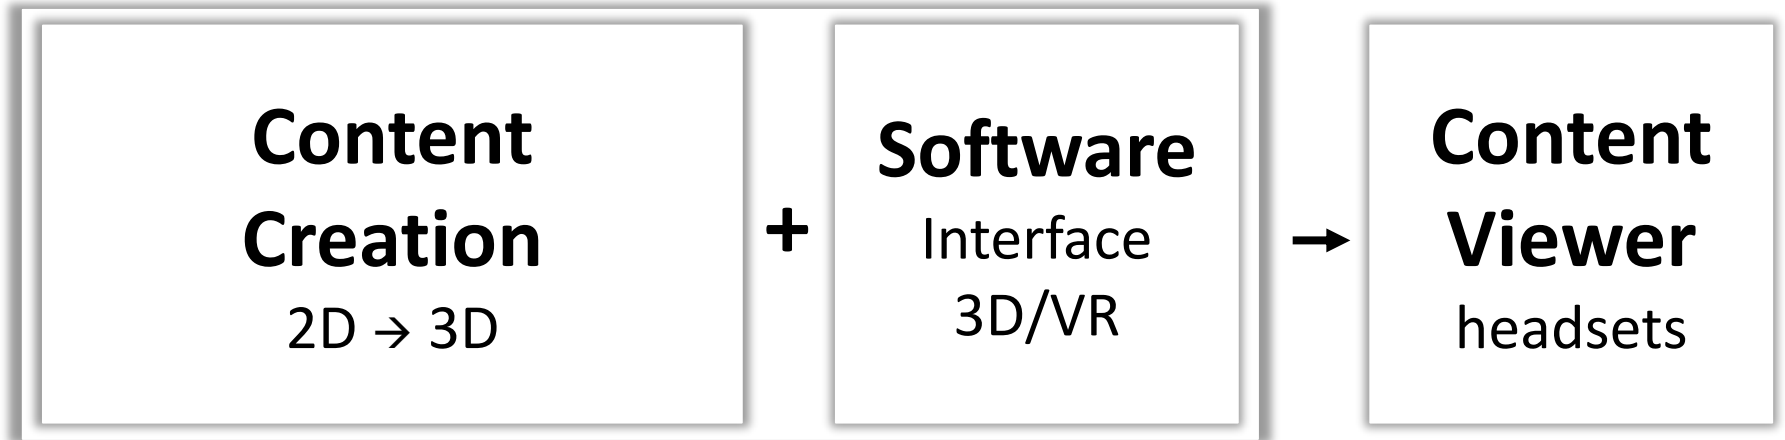 Content
Creation
2D → 3D
+
Software
Interface
3D/VR
→
Content
Viewer
headsets